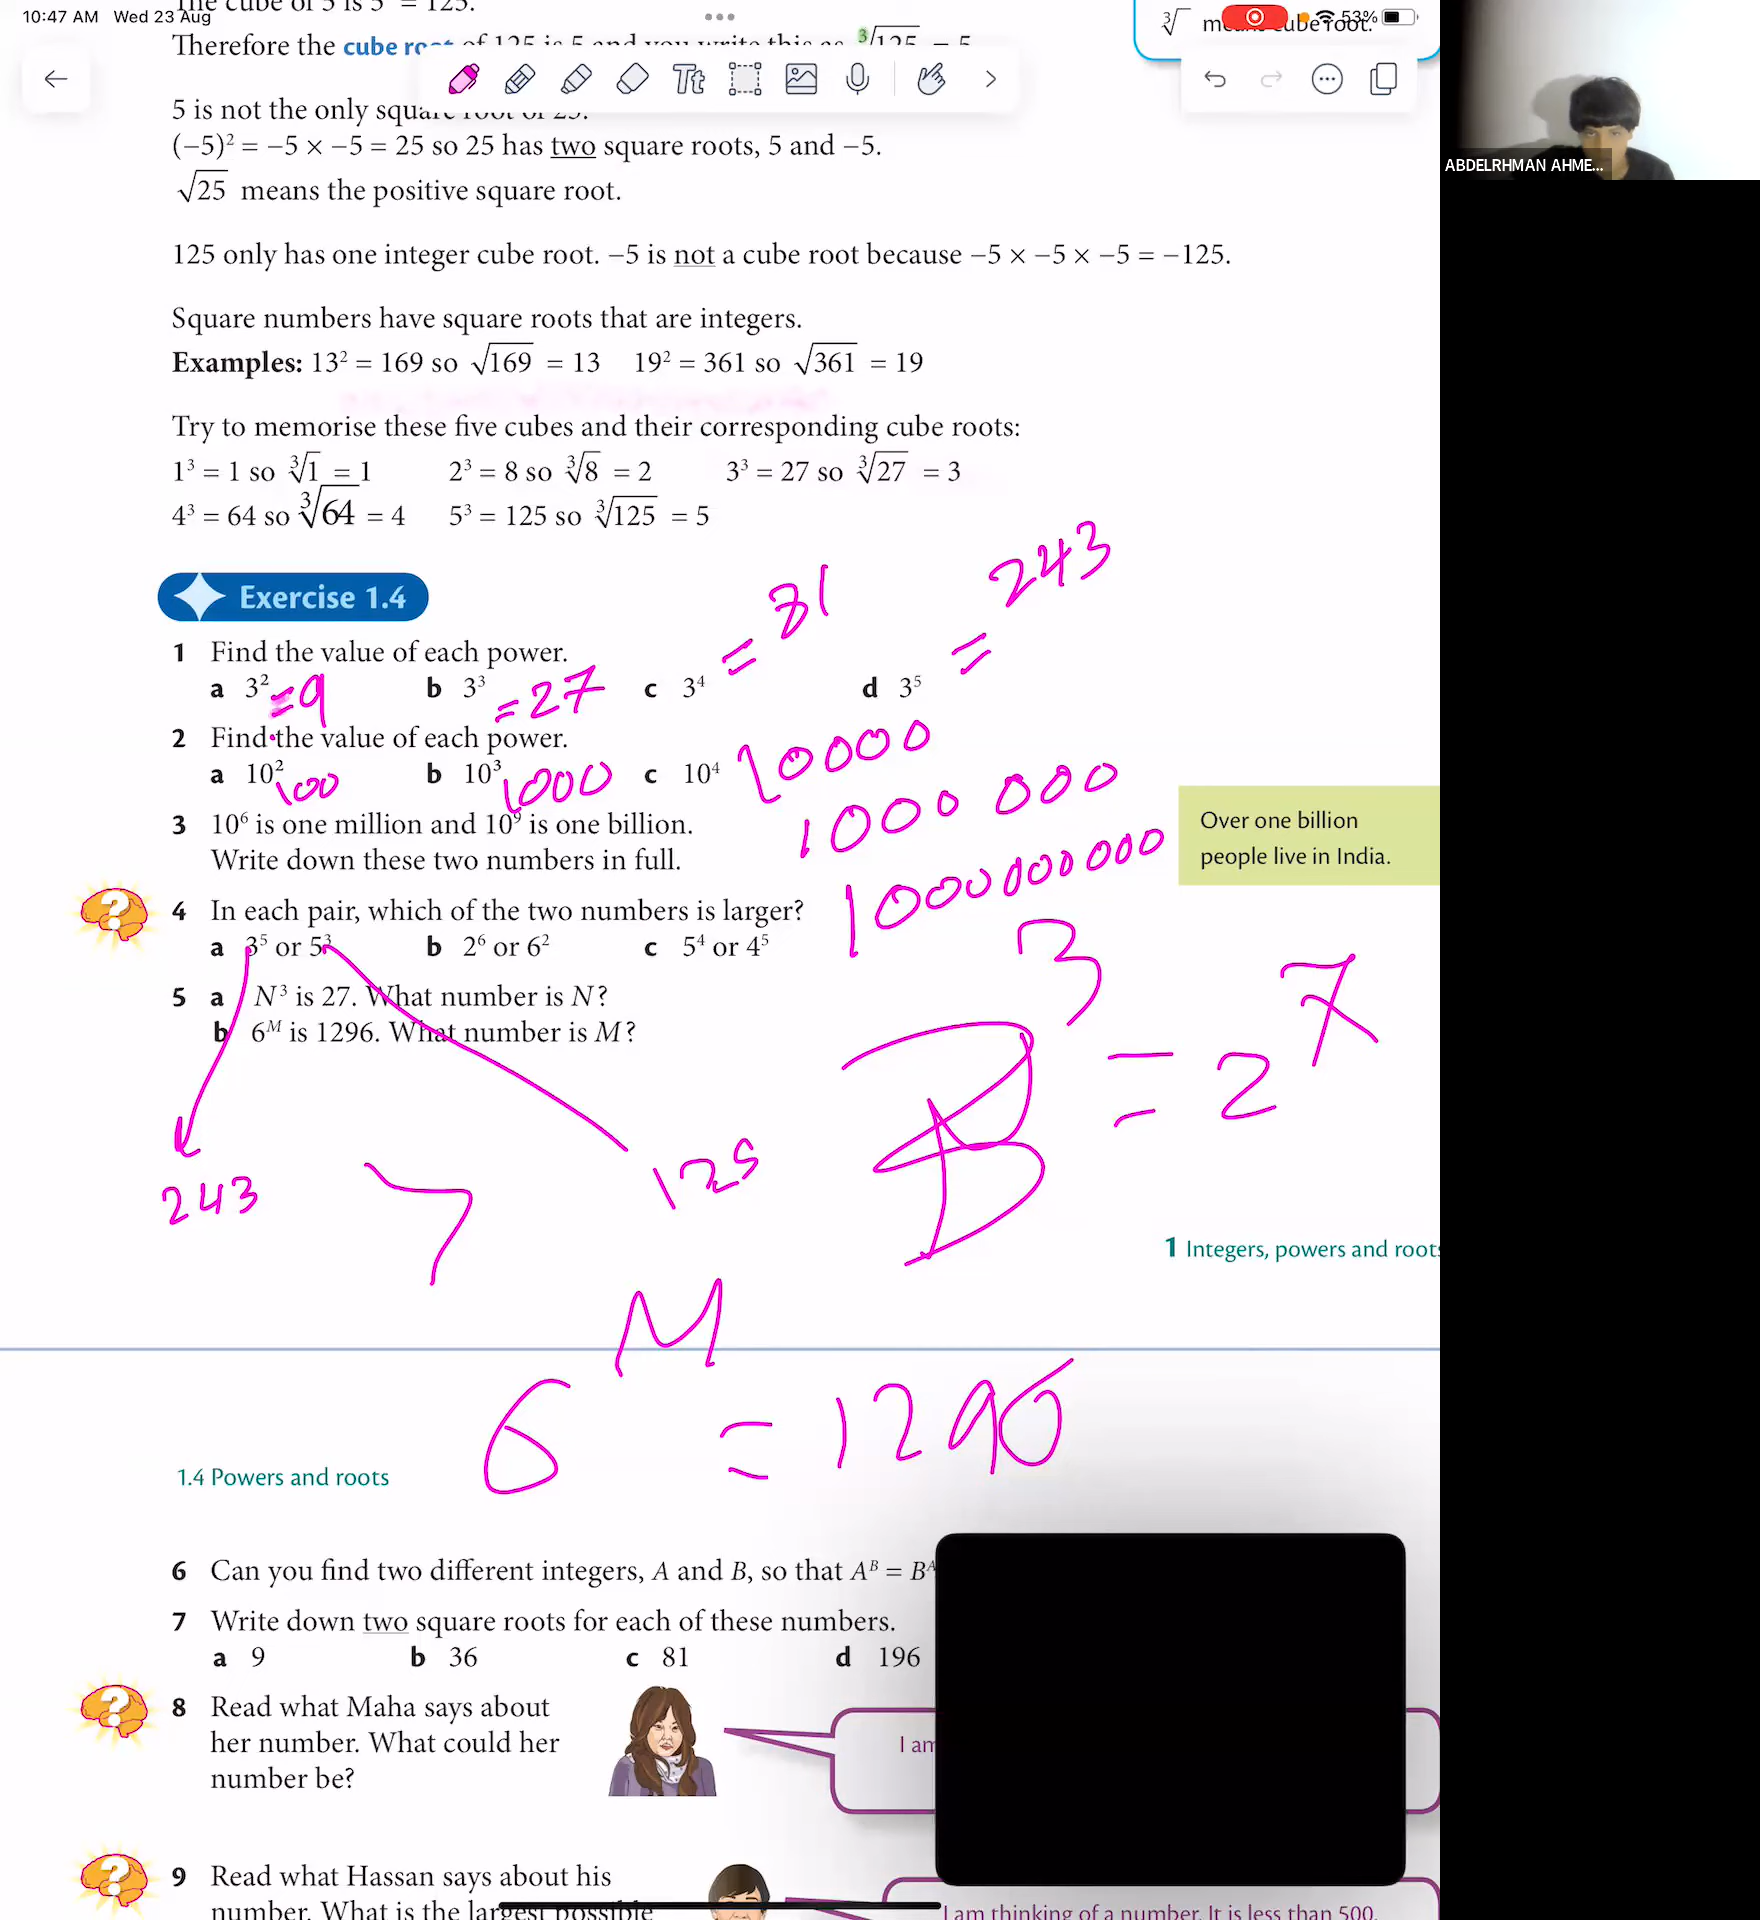 10:47 AM Wed 23 Aug
53%
The cube of 5 is 5 = 125.
Therefore the cube root of 125 is 5 and you write this as ∛125 = 5
∛ means cube root.
5 is not the only square root of 25.
(−5)² = −5 × −5 = 25 so 25 has two square roots, 5 and −5.
√25 means the positive square root.
125 only has one integer cube root. −5 is not a cube root because −5 × −5 × −5 = −125.
Square numbers have square roots that are integers.
Examples: 13² = 169 so √169 = 13 19² = 361 so √361 = 19
Try to memorise these five cubes and their corresponding cube roots:
1³ = 1 so ∛1 = 1 2³ = 8 so ∛8 = 2 3³ = 27 so ∛27 = 3
4³ = 64 so ∛64 = 4 5³ = 125 so ∛125 = 5
Exercise 1.4
1 Find the value of each power.
a 3² =9 b 3³ =27 c 3⁴ = 81 d 3⁵ = 243
2 Find the value of each power.
a 10² 100 b 10³ 1000 c 10⁴ 10000
3 10⁶ is one million and 10⁹ is one billion.
Write down these two numbers in full.
1000 000
1000000000
Over one billion
people live in India.
4 In each pair, which of the two numbers is larger?
a 3⁵ or 5³ b 2⁶ or 6² c 5⁴ or 4⁵
5 a N³ is 27. What number is N?
b 6ᴹ is 1296. What number is M?
3 = 27
243 125
1 Integers, powers and roots
6ᴹ = 1296
1.4 Powers and roots
6 Can you find two different integers, A and B, so that Aᴮ = Bᴬ
7 Write down two square roots for each of these numbers.
a 9 b 36 c 81 d 196
8 Read what Maha says about
her number. What could her
number be?
I am
9 Read what Hassan says about his
number. What is the largest possible
I am thinking of a number. It is less than 500.
ABDELRHMAN AHME...
Tt